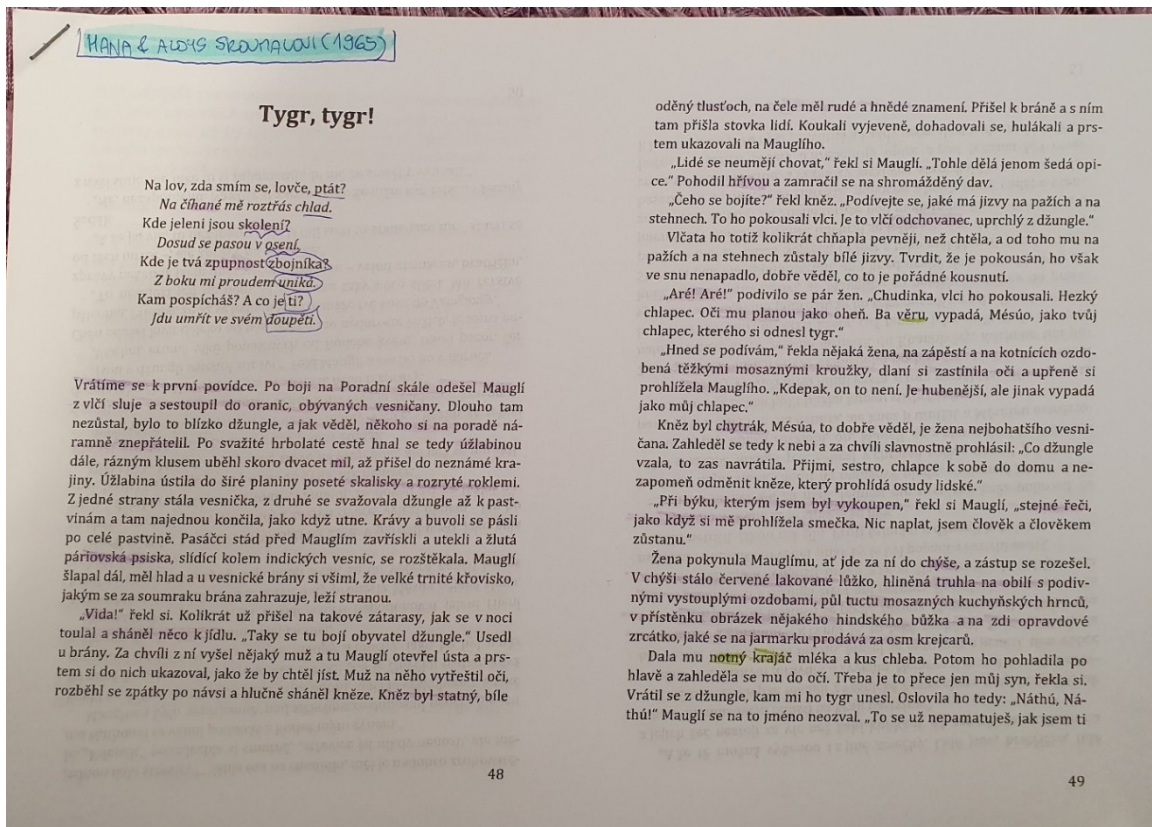 HANA & ALOYS SKOUMALOVI (1965)
Tygr, tygr!
Na lov, zda smím se, lovče, ptát?
Na číhané mě roztřás chlad.
Kde jeleni jsou skolení?
Dosud se pasou v osení.
Kde je tvá zpupnost zbojníka?
Z boku mi proudem uniká.
Kam pospícháš? A co je ti?
Jdu umřít ve svém doupěti.
Vrátíme se k první povídce. Po boji na Poradní skále odešel Mauglí
z vlčí sluje a sestoupil do oranic, obývaných vesničany. Dlouho tam
nezůstal, bylo to blízko džungle, a jak věděl, někoho si na poradě ná-
ramně znepřátelil. Po svažité hrbolaté cestě hnal se tedy úžlabinou
dále, rázným klusem uběhl skoro dvacet mil, až přišel do neznámé kra-
jiny. Úžlabina ústila do širé planiny poseté skalisky a rozryté roklemi.
Z jedné strany stála vesnička, z druhé se svažovala džungle až k past-
vinám a tam najednou končila, jako když utne. Krávy a buvoli se pásli
po celé pastvině. Pasáčci stád před Mauglím zavřískli a utekli a žlutá
páriovská psiska, slídící kolem indických vesnic, se rozštěkala. Mauglí
šlapal dál, měl hlad a u vesnické brány si všiml, že velké trnité křovisko,
jakým se za soumraku brána zahrazuje, leží stranou.
„Vida!“ řekl si. Kolikrát už přišel na takové zátarasy, jak se v noci
toulal a sháněl něco k jídlu. „Taky se tu bojí obyvatel džungle.“ Usedl
u brány. Za chvíli z ní vyšel nějaký muž a tu Mauglí otevřel ústa a prs-
tem si do nich ukazoval, jako že by chtěl jíst. Muž na něho vytřeštil oči,
rozběhl se zpátky po návsi a hlučně sháněl kněze. Kněz byl statný, bíle
48
oděný tlusťoch, na čele měl rudé a hnědé znamení. Přišel k bráně a s ním
tam přišla stovka lidí. Koukali vyjeveně, dohadovali se, hulákali a prs-
tem ukazovali na Mauglího.
„Lidé se neumějí chovat,“ řekl si Mauglí. „Tohle dělá jenom šedá opi-
ce.“ Pohodil hřívou a zamračil se na shromážděný dav.
„Čeho se bojíte?“ řekl kněz. „Podívejte se, jaké má jizvy na pažích a na
stehnech. To ho pokousali vlci. Je to vlčí odchovanec, uprchlý z džungle.“
Vlčata ho totiž kolikrát chňapla pevněji, než chtěla, a od toho mu na
pažích a na stehnech zůstaly bílé jizvy. Tvrdit, že je pokousán, ho však
ve snu nenapadlo, dobře věděl, co to je pořádné kousnutí.
„Aré! Aré!“ podivilo se pár žen. „Chudinka, vlci ho pokousali. Hezký
chlapec. Oči mu planou jako oheň. Ba věru, vypadá, Mésúo, jako tvůj
chlapec, kterého si odnesl tygr.“
„Hned se podívám,“ řekla nějaká žena, na zápěstí a na kotnících ozdo-
bená těžkými mosaznými kroužky, dlaní si zastínila oči a upřeně si
prohlížela Mauglího. „Kdepak, on to není. Je hubenější, ale jinak vypadá
jako můj chlapec.“
Kněz byl chytrák, Mésúa, to dobře věděl, je žena nejbohatšího vesni-
čana. Zahleděl se tedy k nebi a za chvíli slavnostně prohlásil: „Co džungle
vzala, to zas navrátila. Přijmi, sestro, chlapce k sobě do domu a ne-
zapomeň odměnit kněze, který prohlídá osudy lidské.“
„Při býku, kterým jsem byl vykoupen,“ řekl si Mauglí, „stejné řeči,
jako když si mě prohlížela smečka. Nic naplat, jsem člověk a člověkem
zůstanu.“
Žena pokynula Mauglímu, ať jde za ní do chýše, a zástup se rozešel.
V chýši stálo červené lakované lůžko, hliněná truhla na obilí s podiv-
nými vystouplými ozdobami, půl tuctu mosazných kuchyňských hrnců,
v přístěnku obrázek nějakého hindského bůžka a na zdi opravdové
zrcátko, jaké se na jarmarku prodává za osm krejcarů.
Dala mu notný krajáč mléka a kus chleba. Potom ho pohladila po
hlavě a zahleděla se mu do očí. Třeba je to přece jen můj syn, řekla si.
Vrátil se z džungle, kam mi ho tygr unesl. Oslovila ho tedy: „Náthú, Ná-
thú!“ Mauglí se na to jméno neozval. „To se už nepamatuješ, jak jsem ti
49